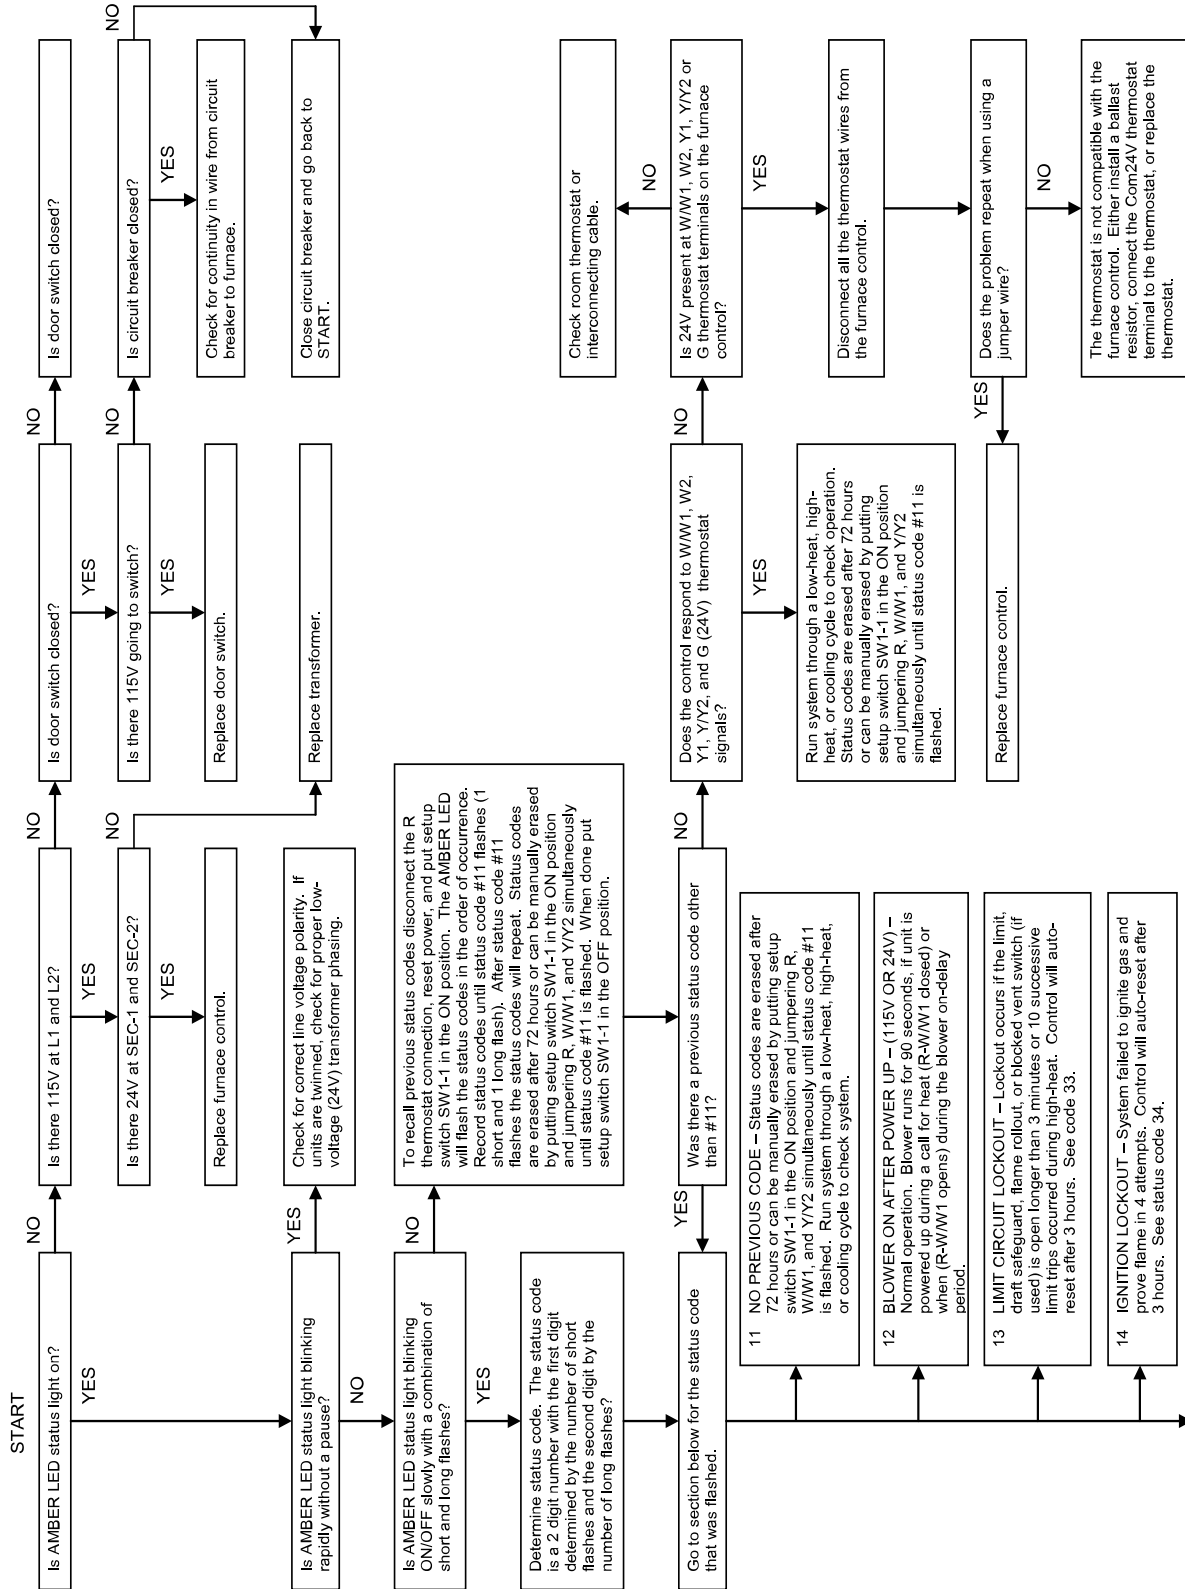 START
Is AMBER LED status light on?
NO
YES
Is there 115V at L1 and L2?
NO
YES
Is door switch closed?
NO
YES
Is door switch closed?
Is there 24V at SEC-1 and SEC-2?
NO
YES
Is there 115V going to switch?
NO
YES
Is circuit breaker closed?
NO
YES
Replace furnace control.
Replace door switch.
Check for continuity in wire from circuit
breaker to furnace.
Is AMBER LED status light blinking
rapidly without a pause?
YES
NO
Check for correct line voltage polarity. If
units are twinned, check for proper low-
voltage (24V) transformer phasing.
Replace transformer.
Close circuit breaker and go back to
START.
Is AMBER LED status light blinking
ON/OFF slowly with a combination of
short and long flashes?
NO
YES
To recall previous status codes disconnect the R
thermostat connection, reset power, and put setup
switch SW1-1 in the ON position. The AMBER LED
will flash the status codes in the order of occurrence.
Record status codes until status code #11 flashes (1
short and 1 long flash). After status code #11
flashes the status codes will repeat. Status codes
are erased after 72 hours or can be manually erased
by putting setup switch SW1-1 in the ON position
and jumpering R, W/W1, and Y/Y2 simultaneously
until status code #11 is flashed. When done put
setup switch SW1-1 in the OFF position.
Determine status code. The status code
is a 2 digit number with the first digit
determined by the number of short
flashes and the second digit by the
number of long flashes?
Check room thermostat or
interconnecting cable.
NO
Go to section below for the status code
that was flashed.
YES
Was there a previous status code other
than #11?
NO
Does the control respond to W/W1, W2,
Y1, Y/Y2, and G (24V) thermostat
signals?
NO
YES
Is 24V present at W/W1, W2, Y1, Y/Y2 or
G thermostat terminals on the furnace
control?
YES
11 NO PREVIOUS CODE – Status codes are erased after
72 hours or can be manually erased by putting setup
switch SW1-1 in the ON position and jumpering R,
W/W1, and Y/Y2 simultaneously until status code #11
is flashed. Run system through a low-heat, high-heat,
or cooling cycle to check system.
Run system through a low-heat, high-
heat, or cooling cycle to check operation.
Status codes are erased after 72 hours
or can be manually erased by putting
setup switch SW1-1 in the ON position
and jumpering R, W/W1, and Y/Y2
simultaneously until status code #11 is
flashed.
Disconnect all the thermostat wires from
the furnace control.
12 BLOWER ON AFTER POWER UP – (115V OR 24V) –
Normal operation. Blower runs for 90 seconds, if unit is
powered up during a call for heat (R-W/W1 closed) or
when (R-W/W1 opens) during the blower on-delay
period.
13 LIMIT CIRCUIT LOCKOUT – Lockout occurs if the limit,
draft safeguard, flame rollout, or blocked vent switch (if
used) is open longer than 3 minutes or 10 successive
limit trips occurred during high-heat. Control will auto-
reset after 3 hours. See code 33.
Replace furnace control.
YES
Does the problem repeat when using a
jumper wire?
NO
14 IGNITION LOCKOUT – System failed to ignite gas and
prove flame in 4 attempts. Control will auto-reset after
3 hours. See status code 34.
The thermostat is not compatible with the
furnace control. Either install a ballast
resistor, connect the Com24V thermostat
terminal to the thermostat, or replace the
thermostat.